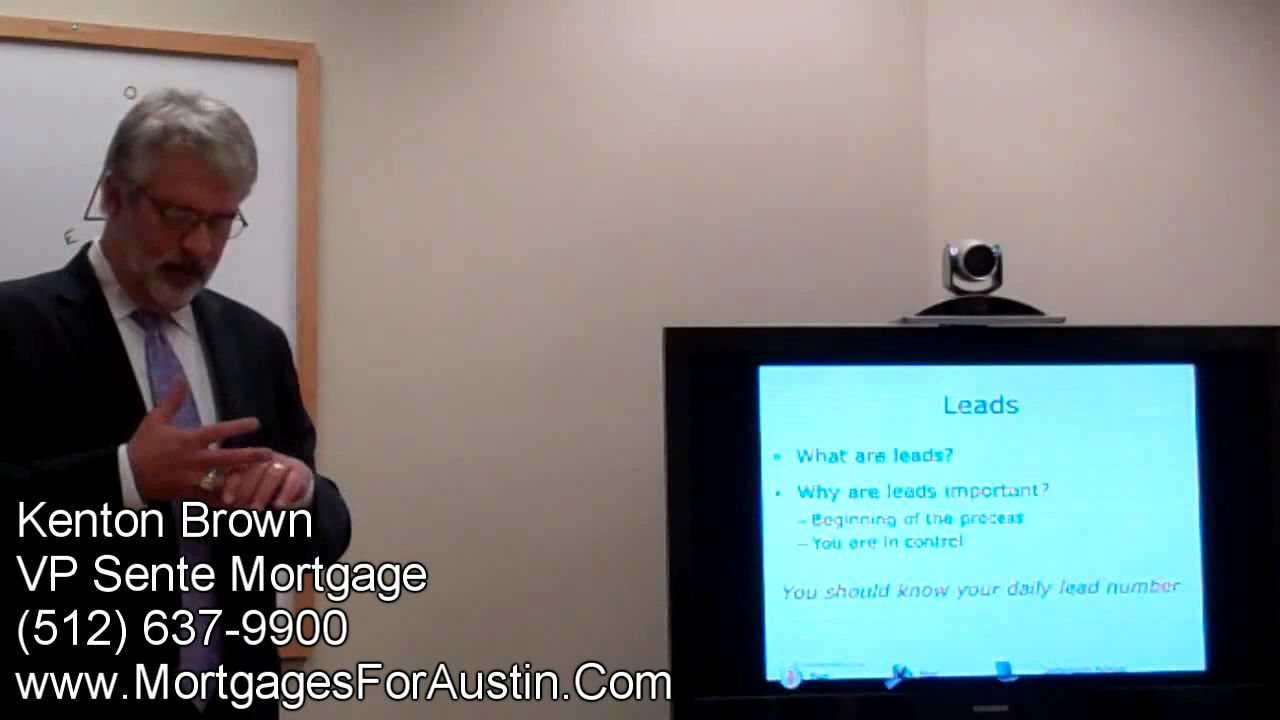 O
E
Leads
• What are leads?
• Why are leads important?
– Beginning of the process
– You are in control
You should know your daily lead number
Kenton Brown
VP Sente Mortgage
(512) 637-9900
www.MortgagesForAustin.Com